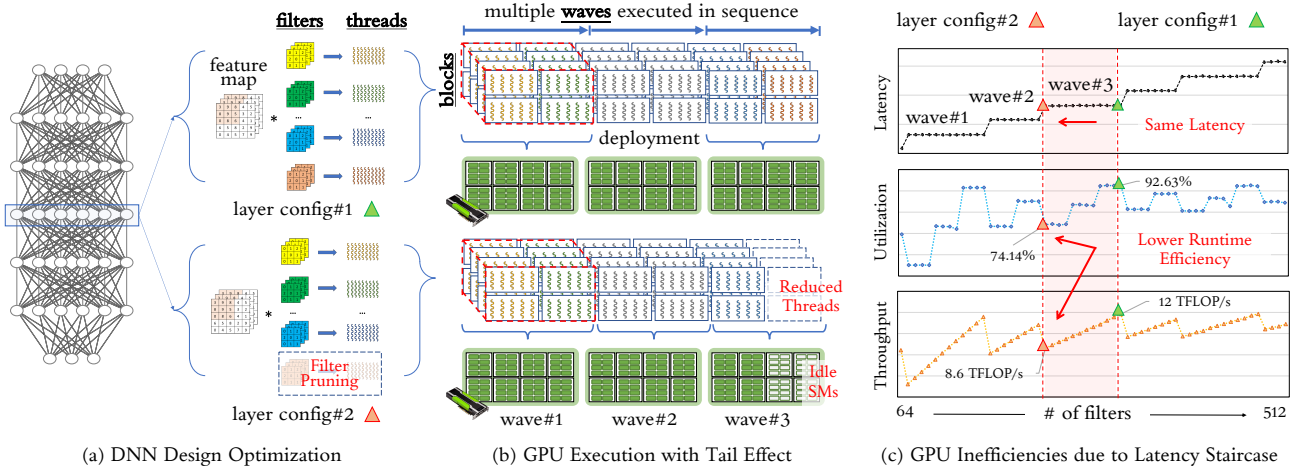 filters threads
feature
map
*
...
...
layer config#1
*
...
...
Filter
Pruning
layer config#2
(a) DNN Design Optimization
multiple waves executed in sequence
blocks
deployment
Reduced
Threads
Idle
SMs
wave#1 wave#2 wave#3
(b) GPU Execution with Tail Effect
layer config#2 layer config#1
Latency
wave#1
wave#2
wave#3
Same Latency
Utilization
92.63%
74.14%
Lower Runtime
Efficiency
Throughput
12 TFLOP/s
8.6 TFLOP/s
64 # of filters 512
(c) GPU Inefficiencies due to Latency Staircase